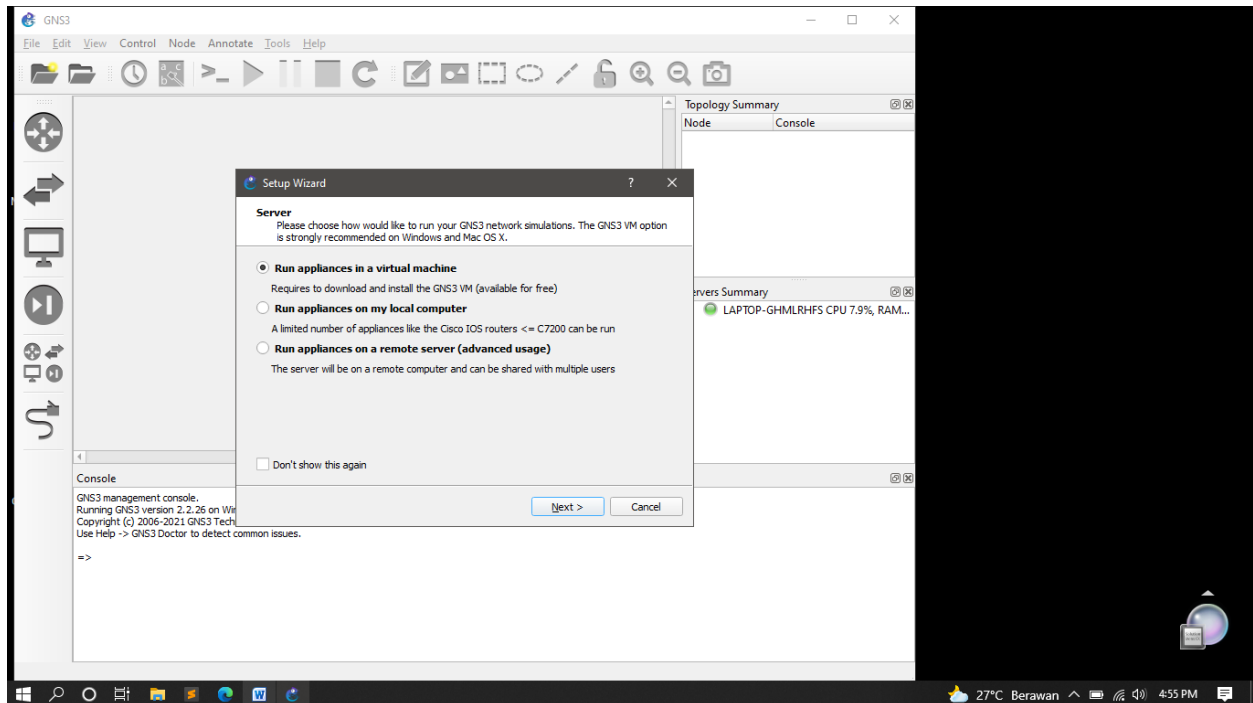 GNS3
File Edit View Control Node Annotate Tools Help
Topology Summary
Node Console
Setup Wizard
Server
Please choose how would like to run your GNS3 network simulations. The GNS3 VM option
is strongly recommended on Windows and Mac OS X.
Run appliances in a virtual machine
Requires to download and install the GNS3 VM (available for free)
Run appliances on my local computer
A limited number of appliances like the Cisco IOS routers <= C7200 can be run
Run appliances on a remote server (advanced usage)
The server will be on a remote computer and can be shared with multiple users
Don't show this again
Next > Cancel
ervers Summary
LAPTOP-GHMLRHFS CPU 7.9%, RAM...
Console
GNS3 management console.
Running GNS3 version 2.2.26 on Wi
Copyright (c) 2006-2021 GNS3 Tech
Use Help -> GNS3 Doctor to detect common issues.
=>
27°C Berawan 4:55 PM